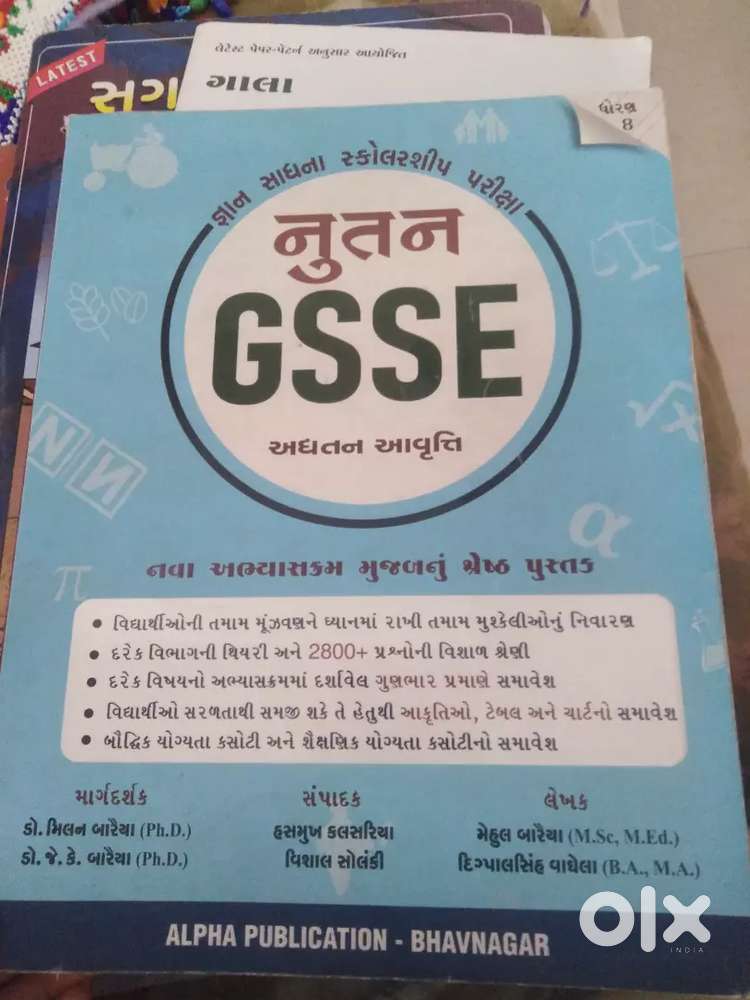 LATEST
સગ
લેટેસ્ટ પેપર-પેટર્ન અનુસાર આયોજિત
ગાલા
ધોરણ
8
જ્ઞાન સાધના સ્કોલરશીપ પરીક્ષા
નુતન
GSSE
અદ્યતન આવૃત્તિ
નવા અભ્યાસક્રમ મુજબનું શ્રેષ્ઠ પુસ્તક
• વિદ્યાર્થીઓની તમામ મૂંઝવણને ધ્યાનમાં રાખી તમામ મુશ્કેલીઓનું નિવારણ
• દરેક વિભાગની થિયરી અને 2800+ પ્રશ્નોની વિશાળ શ્રેણી
• દરેક વિષયનો અભ્યાસક્રમમાં દર્શાવેલ ગુણભાર પ્રમાણે સમાવેશ
• વિદ્યાર્થીઓ સરળતાથી સમજી શકે તે હેતુથી આકૃતિઓ, ટેબલ અને ચાર્ટનો સમાવેશ
• બૌદ્ધિક યોગ્યતા કસોટી અને શૈક્ષણિક યોગ્યતા કસોટીનો સમાવેશ
માર્ગદર્શક
ડો. મિલન બારૈયા (Ph.D.)
ડો. જે. કે. બારૈયા (Ph.D.)
સંપાદક
હસમુખ કલસરિયા
વિશાલ સોલંકી
લેખક
મેહુલ બારૈયા (M.Sc, M.Ed.)
દિગ્પાલસિંહ વાઘેલા (B.A., M.A.)
ALPHA PUBLICATION - BHAVNAGAR
olx
INDIA